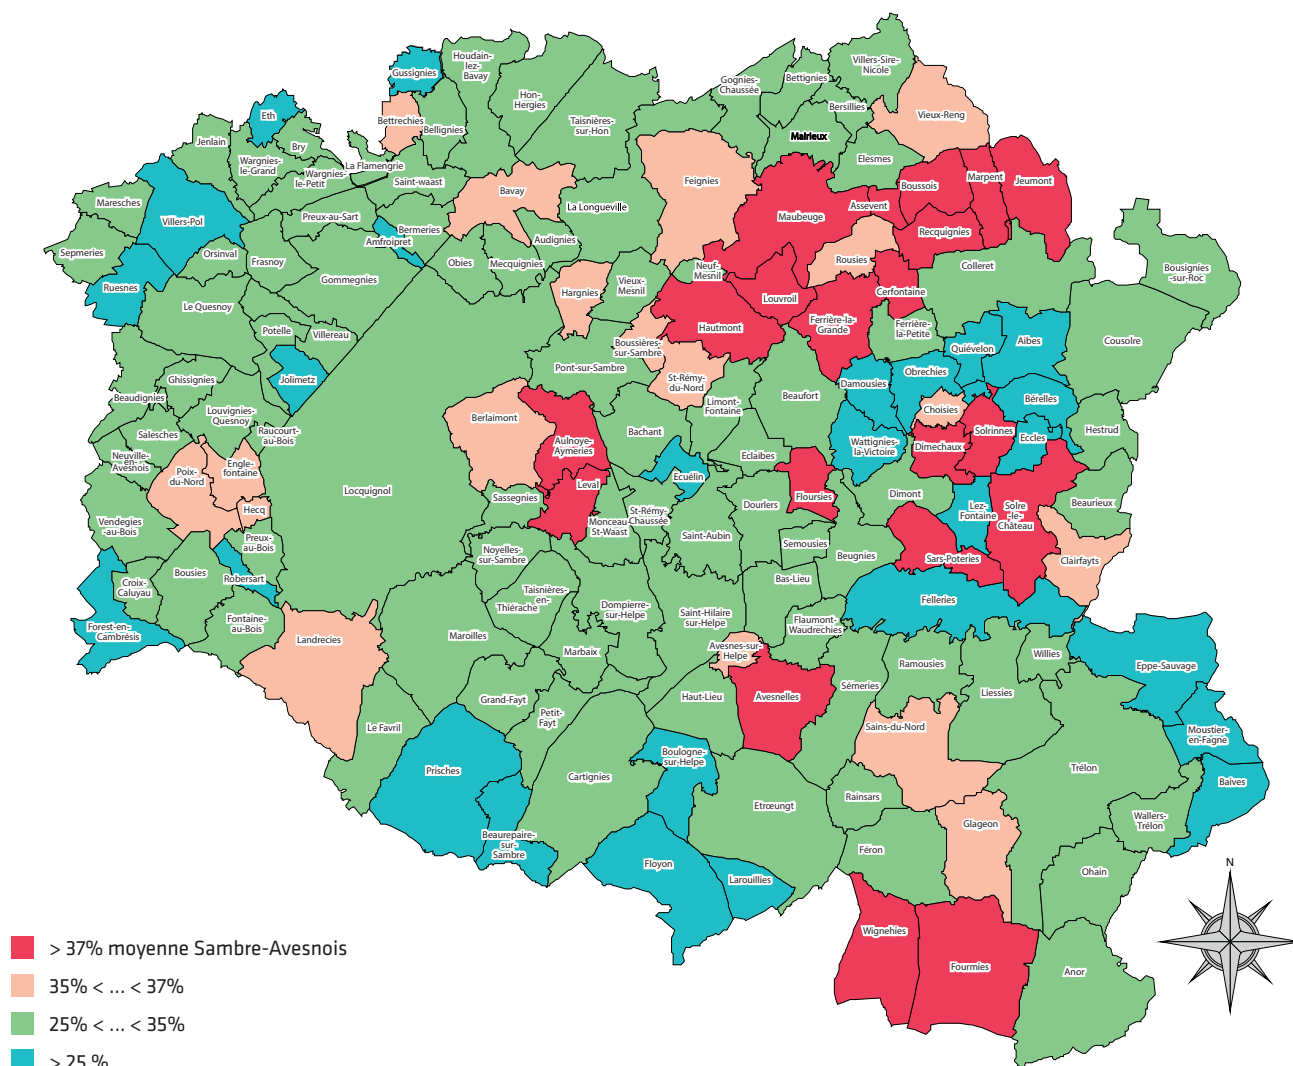 Houdain-
lez-
Bavay
Gussignies
Villers-Sire-
Nicole
Gognies-
Chaussée
Bettignies
Hon-
Hergies
Bersillies
Vieux-Reng
Eth
Bettrechies
Bellignies
Taisnières-
sur-Hon
Mairieux
Jenlain
Bry
Elesmes
Wargnies-
le-Grand
La Flamengrie
Wargnies-
le-Petit
Saint-waast
Feignies
Boussois
Marpent
Jeumont
Bavay
Maresches
La Longueville
Assevent
Villers-Pol
Preux-au-Sart
Maubeuge
Bermeries
Recquignies
Amfroipret
Audignies
Sepmeries
Orsinval
Frasnoy
Obies
Mecquignies
Rousies
Neuf-
Mesnil
Colleret
Bousignies
-sur-Roc
Gommegnies
Ruesnes
Hargnies
Vieux-
Mesnil
Cerfontaine
Louvroil
Le Quesnoy
Hautmont
Ferrière-la-
Grande
Ferrière-
la-Petite
Potelle
Villereau
Boussières-
sur-Sambre
Quiévelon
Aibes
Cousolre
Pont-sur-Sambre
Obrechies
Ghissignies
Jolimetz
St-Rémy-
du-Nord
Damousies
Beaufort
Beaudignies
Bérelles
Limont-
Fontaine
Louvignies-
Quesnoy
Choisies
Berlaimont
Salesches
Raucourt-
au-Bois
Bachant
Solrinnes
Eccles
Hestrud
Aulnoye-
Aymeries
Wattignies-
la-Victoire
Dimechaux
Neuville-
en-
Avesnois
Eclaibes
Poix-
du-Nord
Engle-
fontaine
Ecuélin
Leval
Locquignol
Sassegnies
Floursies
Dimont
Beaurieux
Hecq
Dourlers
Lez-
Fontaine
Solre
-le-
Château
Vendegies
-au-Bois
St-Rémy-
Chaussée
Monceau-
St-Waast
Saint-Aubin
Preux-
au-Bois
Semousies
Noyelles-
sur-Sambre
Beugnies
Sars-Poteries
Clairfayts
Bousies
Robersart
Bas-Lieu
Croix-
Caluyau
Taisnières-
en-
Thiérache
Felleries
Dompierre-
sur-Helpe
Saint-Hilaire
sur-Helpe
Fontaine-
au-Bois
Flaumont-
Waudrechies
Forest-en-
Cambrésis
Landrecies
Maroilles
Marbaix
Avesnes-sur-
Helpe
Willies
Ramousies
Eppe-Sauvage
Sémeries
Liessies
Grand-Fayt
Haut-Lieu
Avesnelles
Petit-
Fayt
Le Favril
Sains-du-Nord
Moustier-
en-Fagne
Boulogne-
sur-Helpe
Prisches
Cartignies
Trélon
Baives
Etrœungt
Rainsars
Wallers-
Trélon
Glageon
Beaurepaire-
sur-
Sambre
Féron
Floyon
Larouillies
Ohain
N
Wignehies
Fourmies
Anor
> 37% moyenne Sambre-Avesnois
35% < ... < 37%
25% < ... < 35%
> 25 %